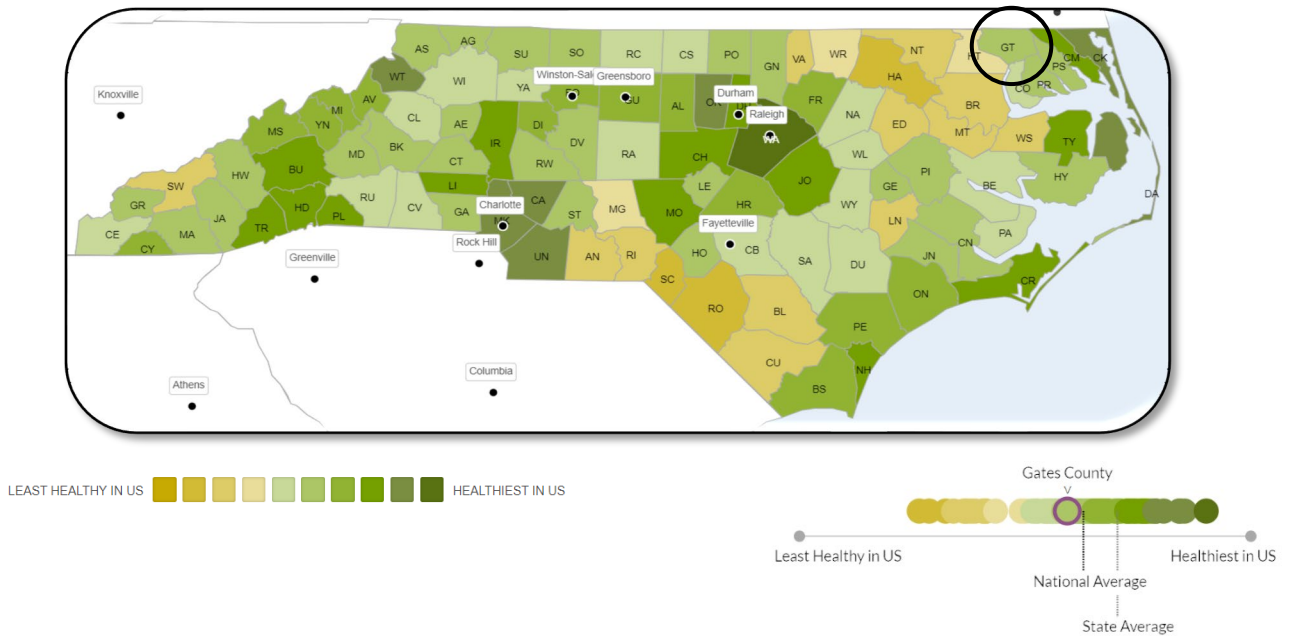 AS
AG
SU
SO
RC
CS
PO
GN
VA
WR
NT
HT
GT
CM
CK
PS
PR
CO
Knoxville
WT
WI
YA
Winston-Sal
Greensboro
GU
AL
Durham
Raleigh
WA
FR
HA
BR
MI
AV
CL
AE
IR
DI
DV
RA
CH
NA
ED
MT
WS
TY
MS
YN
BU
MD
BK
CT
RW
WL
JO
PI
GE
BE
HY
DA
SW
HW
GR
JA
HD
TR
PL
RU
CV
LI
GA
CA
ST
MG
MO
LE
HR
WY
LN
PA
CE
CY
MA
Charlotte
MK
Rock Hill
UN
AN
RI
HO
Fayetteville
CB
SA
DU
JN
CN
CR
Greenville
SC
RO
BL
PE
ON
CU
NH
BS
Athens
Columbia
LEAST HEALTHY IN US
HEALTHIEST IN US
Gates County
Least Healthy in US
Healthiest in US
National Average
State Average